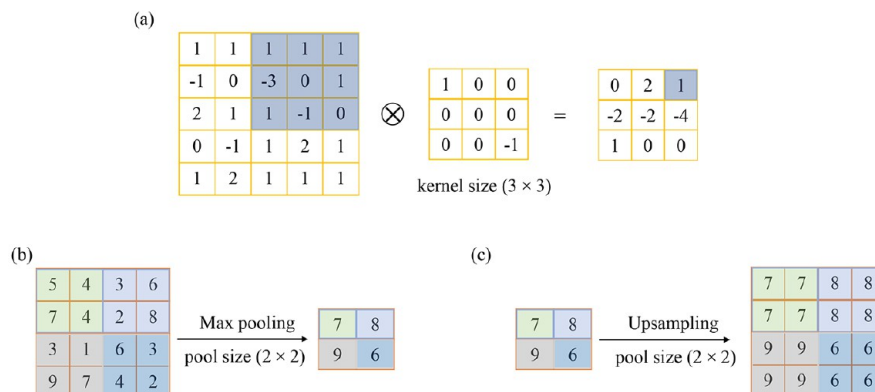 (a)
1 1 1 1 1
-1 0 -3 0 1
2 1 1 -1 0
0 -1 1 2 1
1 2 1 1 1
⊗
1 0 0
0 0 0
0 0 -1
kernel size (3 × 3)
=
0 2 1
-2 -2 -4
1 0 0
(b)
5 4 3 6
7 4 2 8
3 1 6 3
9 7 4 2
Max pooling
pool size (2 × 2)
7 8
9 6
(c)
7 8
9 6
Upsampling
pool size (2 × 2)
7 7 8 8
7 7 8 8
9 9 6 6
9 9 6 6